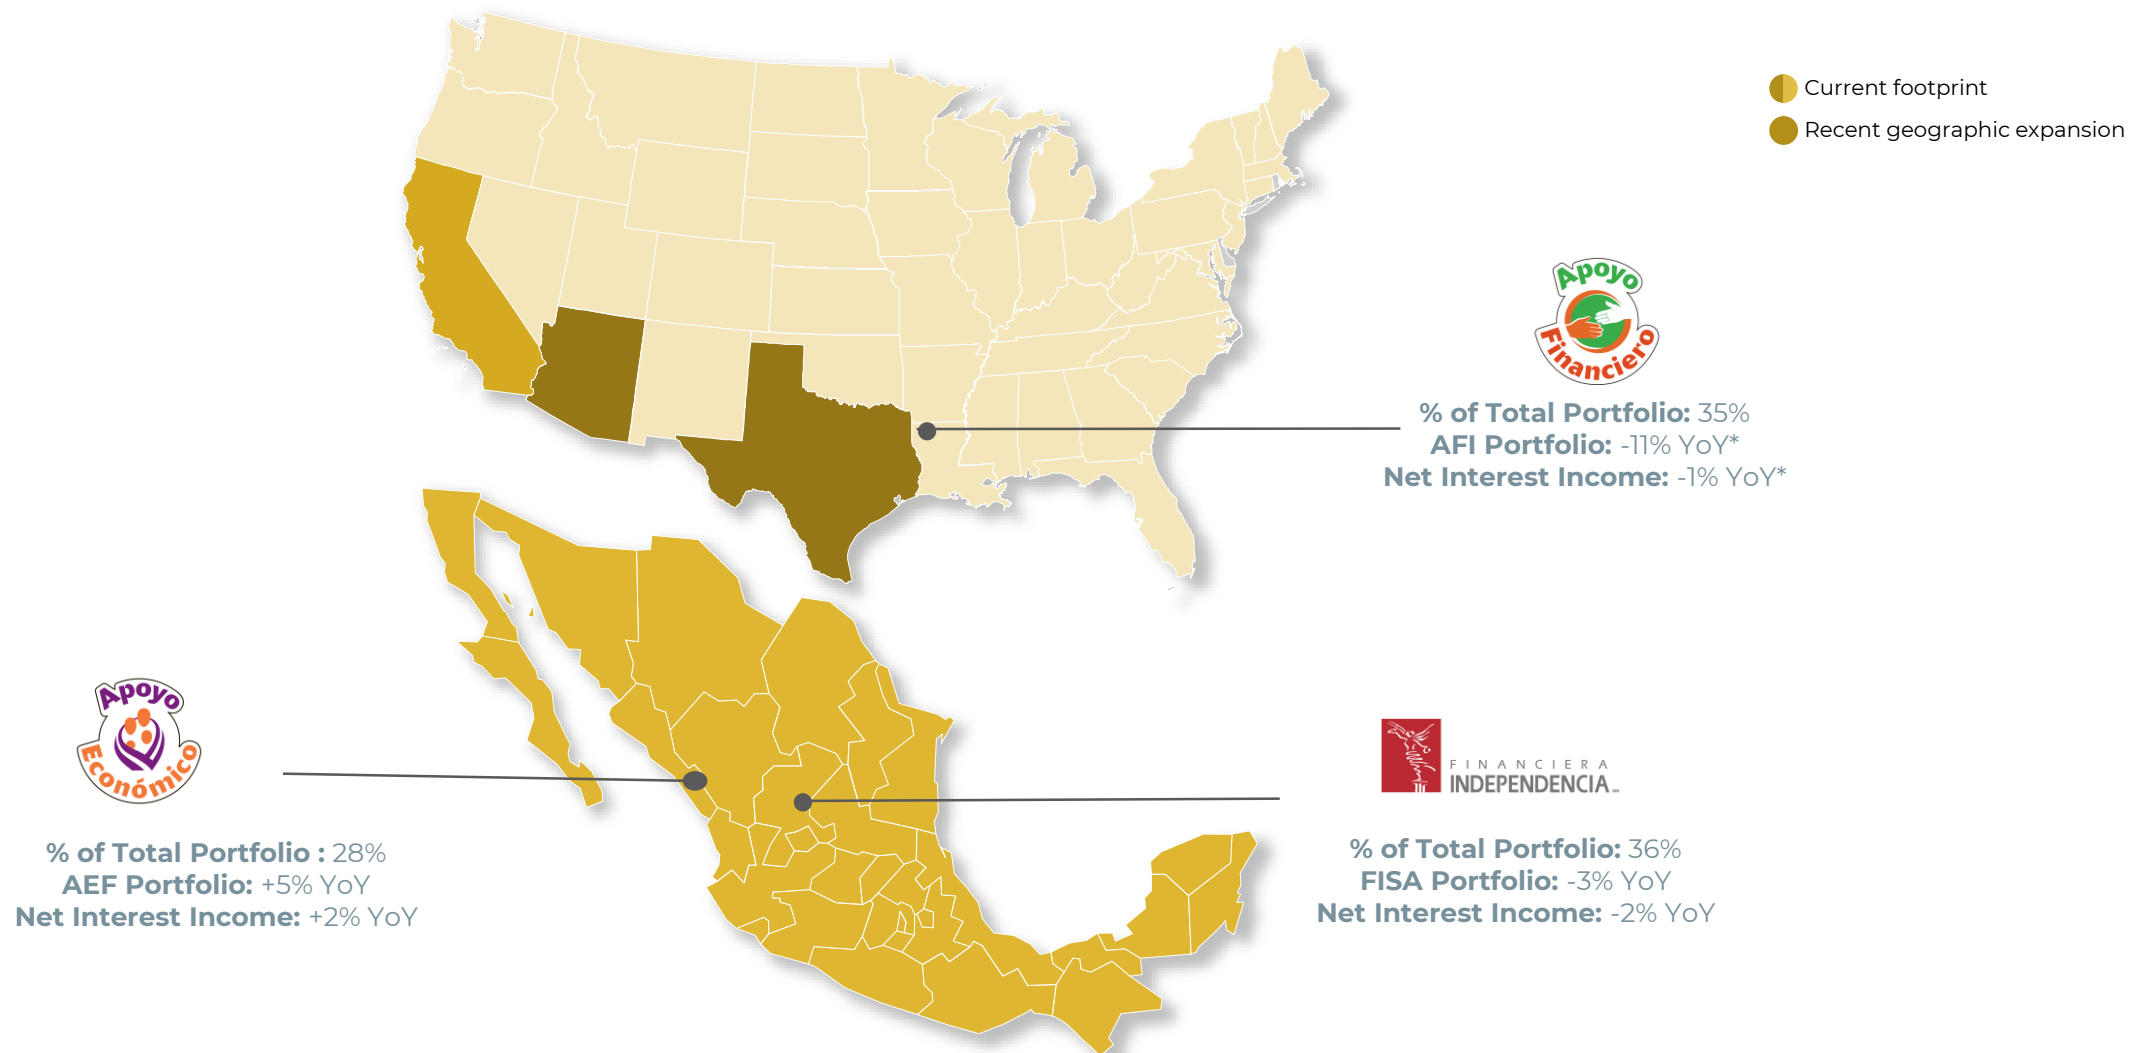 Current footprint
Recent geographic expansion
Apoyo
Financiero
% of Total Portfolio: 35%
AFI Portfolio: -11% YoY*
Net Interest Income: -1% YoY*
Apoyo
Económico
% of Total Portfolio : 28%
AEF Portfolio: +5% YoY
Net Interest Income: +2% YoY
FINANCIERA
INDEPENDENCIA
% of Total Portfolio: 36%
FISA Portfolio: -3% YoY
Net Interest Income: -2% YoY